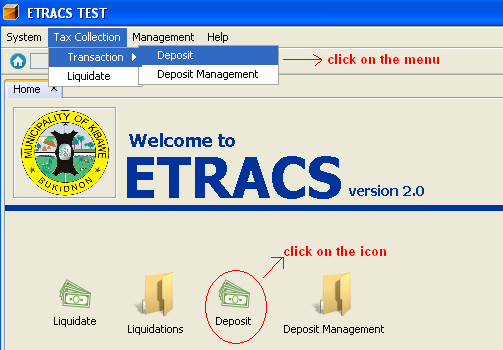 ETRACS TEST
System Tax Collection Management Help
Transaction Deposit click on the menu
Liquidate Deposit Management
Home ×
MUNICIPALITY OF KIBAWE
BUKIDNON
Welcome to
ETRACS version 2.0
click on the icon
Liquidate Liquidations Deposit Deposit Management